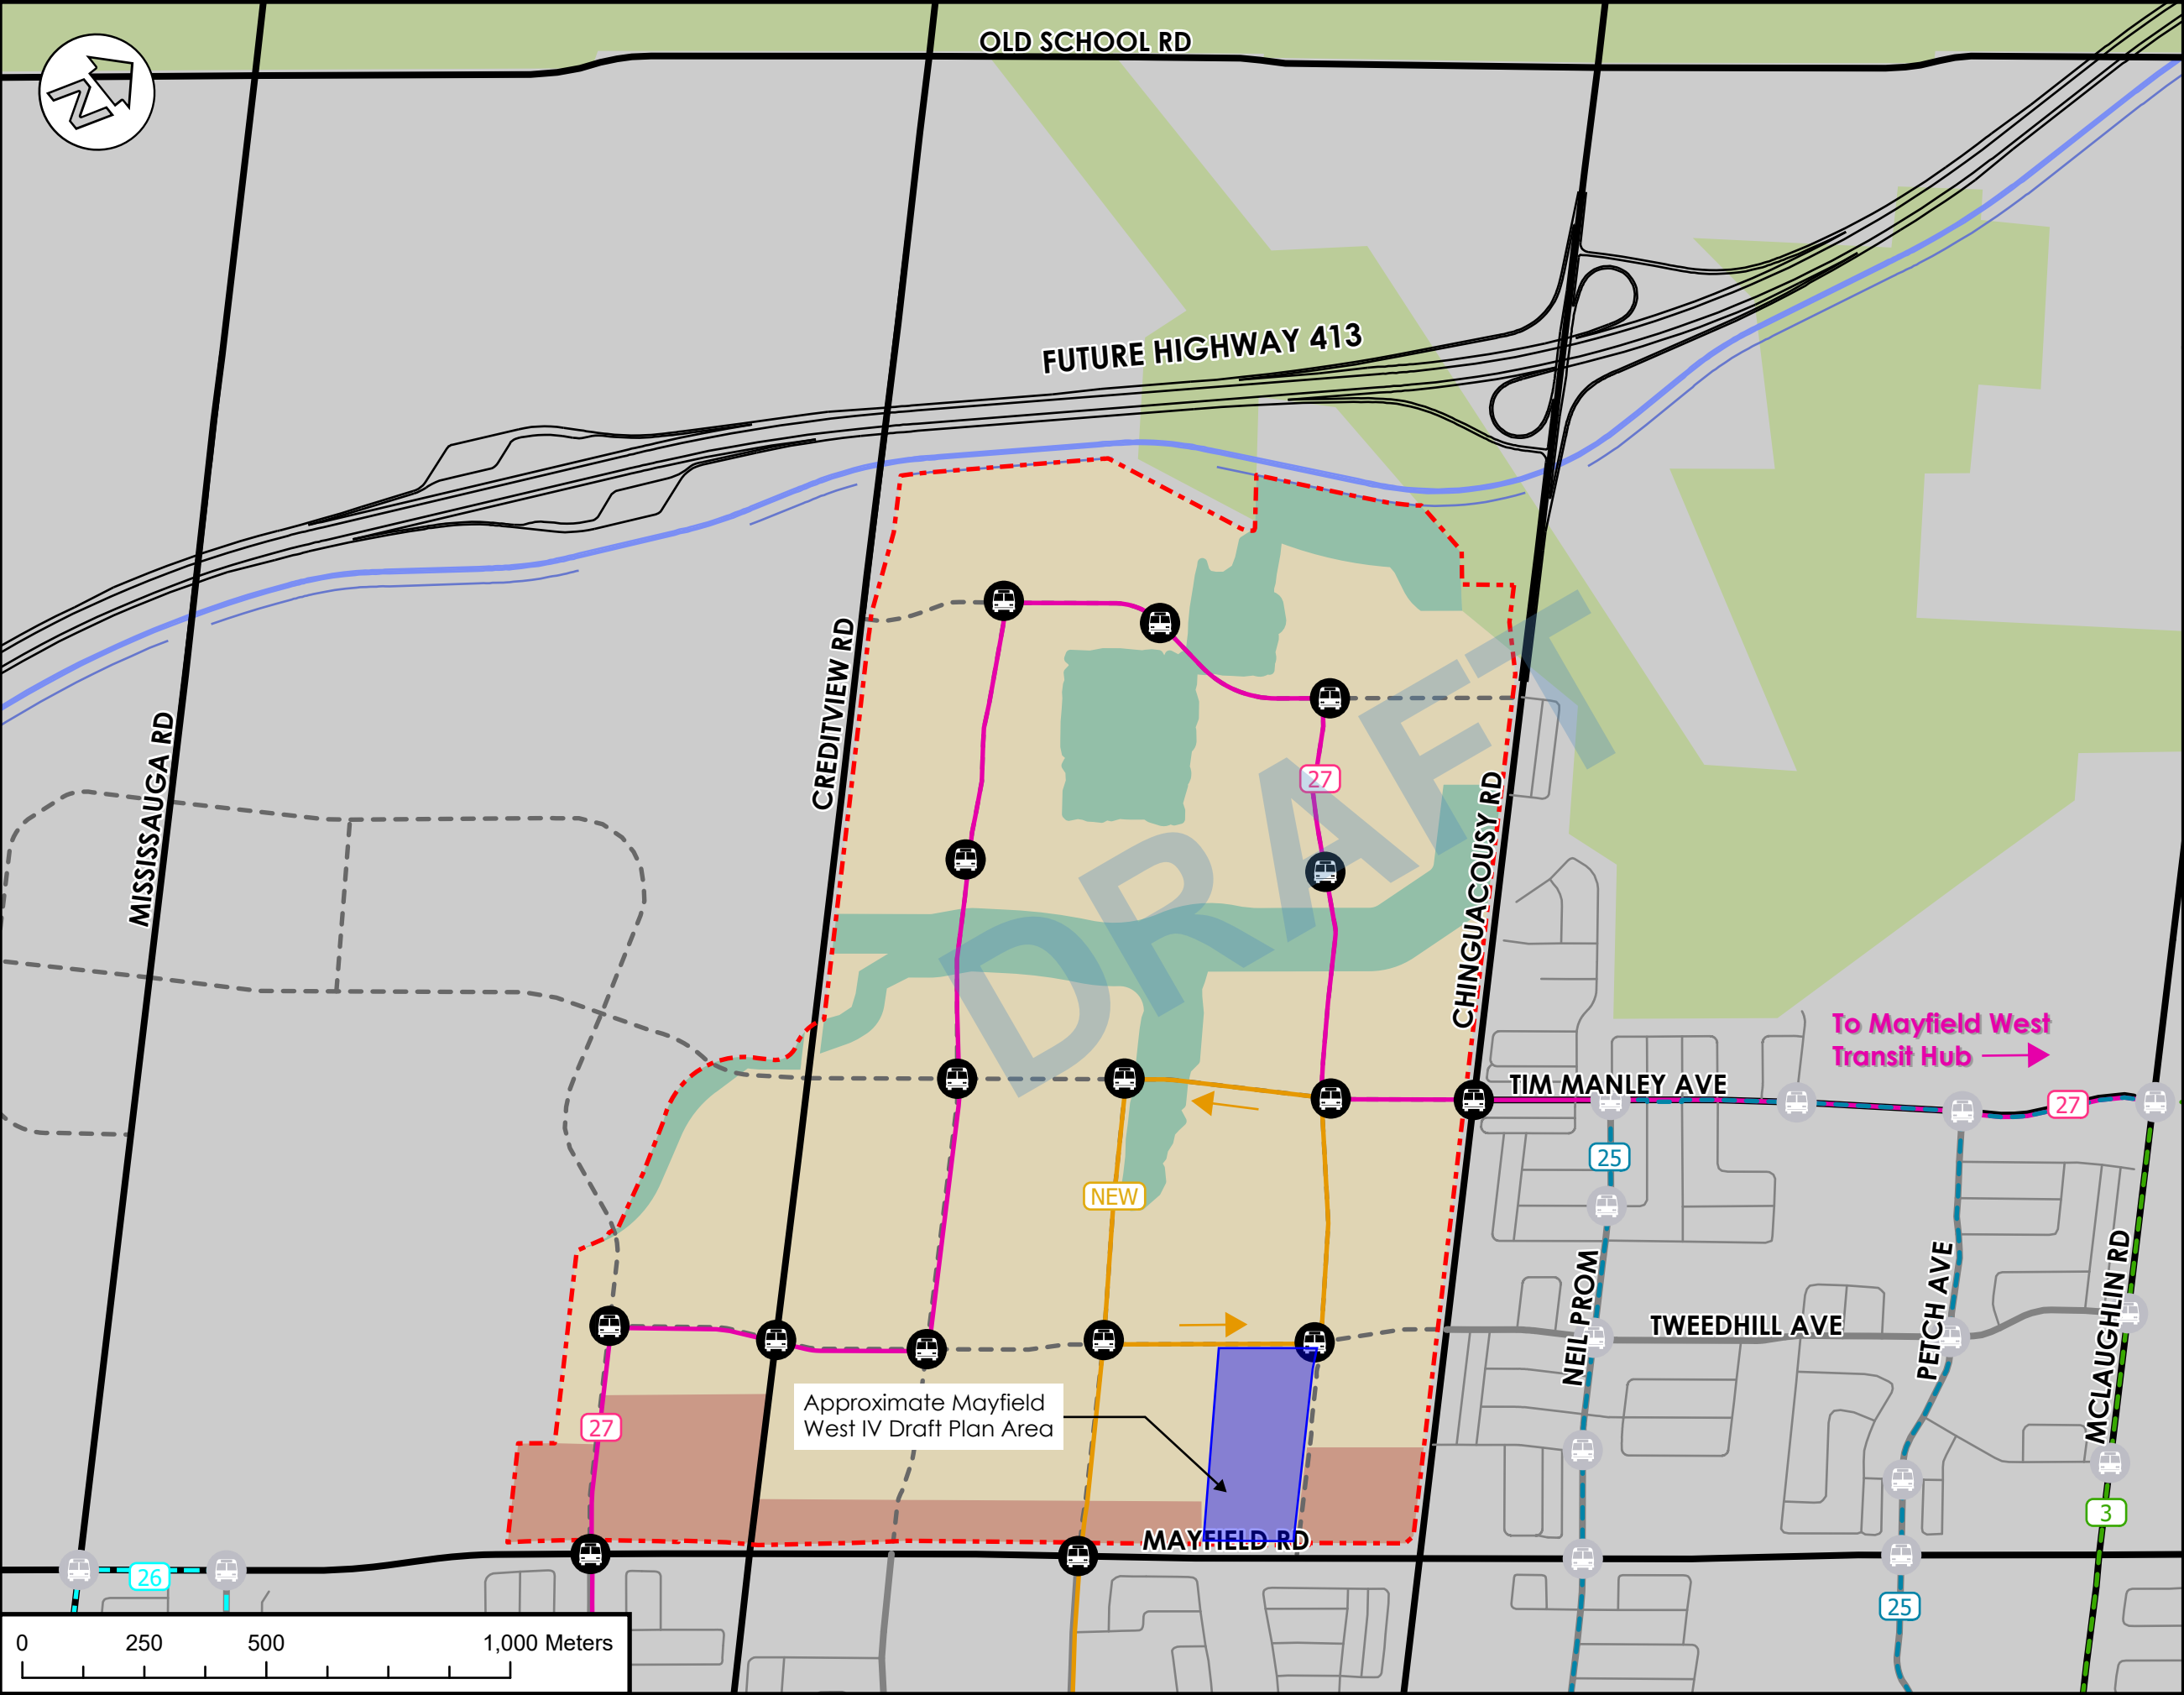 OLD SCHOOL RD
N
FUTURE HIGHWAY 413
CREDITVIEW RD
MISSISSAUGA RD
27
CHINGUACOUSY RD
DRAFT
To Mayfield West
Transit Hub
TIM MANLEY AVE
27
25
NEW
NEIL PROM
TWEEDHILL AVE
PETCH AVE
MCLAUGHLIN RD
27
Approximate Mayfield
West IV Draft Plan Area
3
MAYFIELD RD
26
25
0 250 500 1,000 Meters